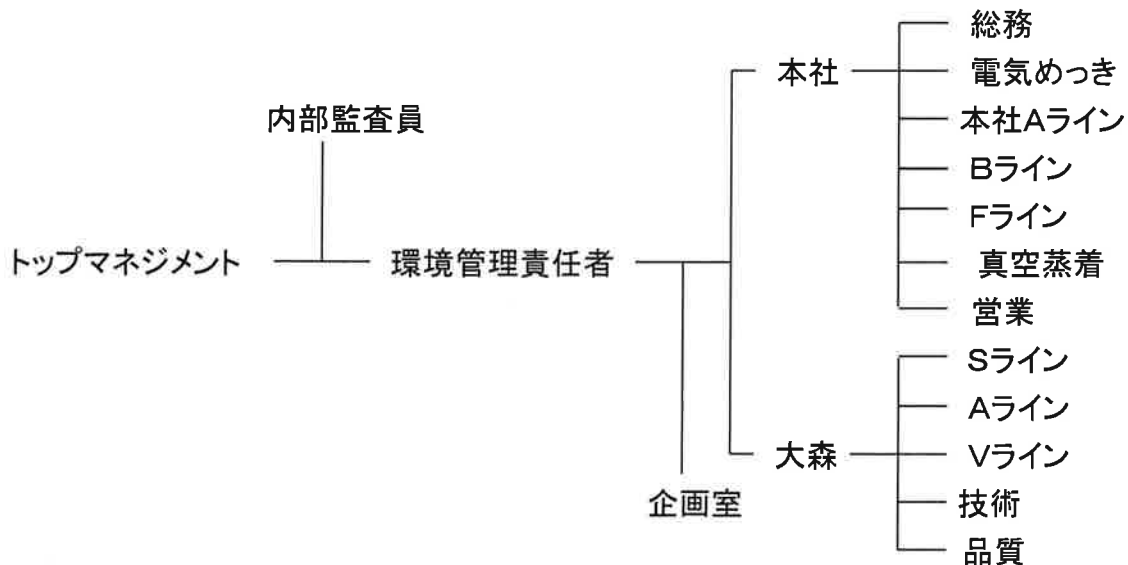 総務
本社
電気めっき
内部監査員
本社Aライン
Bライン
Fライン
トップマネジメント
環境管理責任者
真空蒸着
営業
Sライン
Aライン
大森
Vライン
企画室
技術
品質